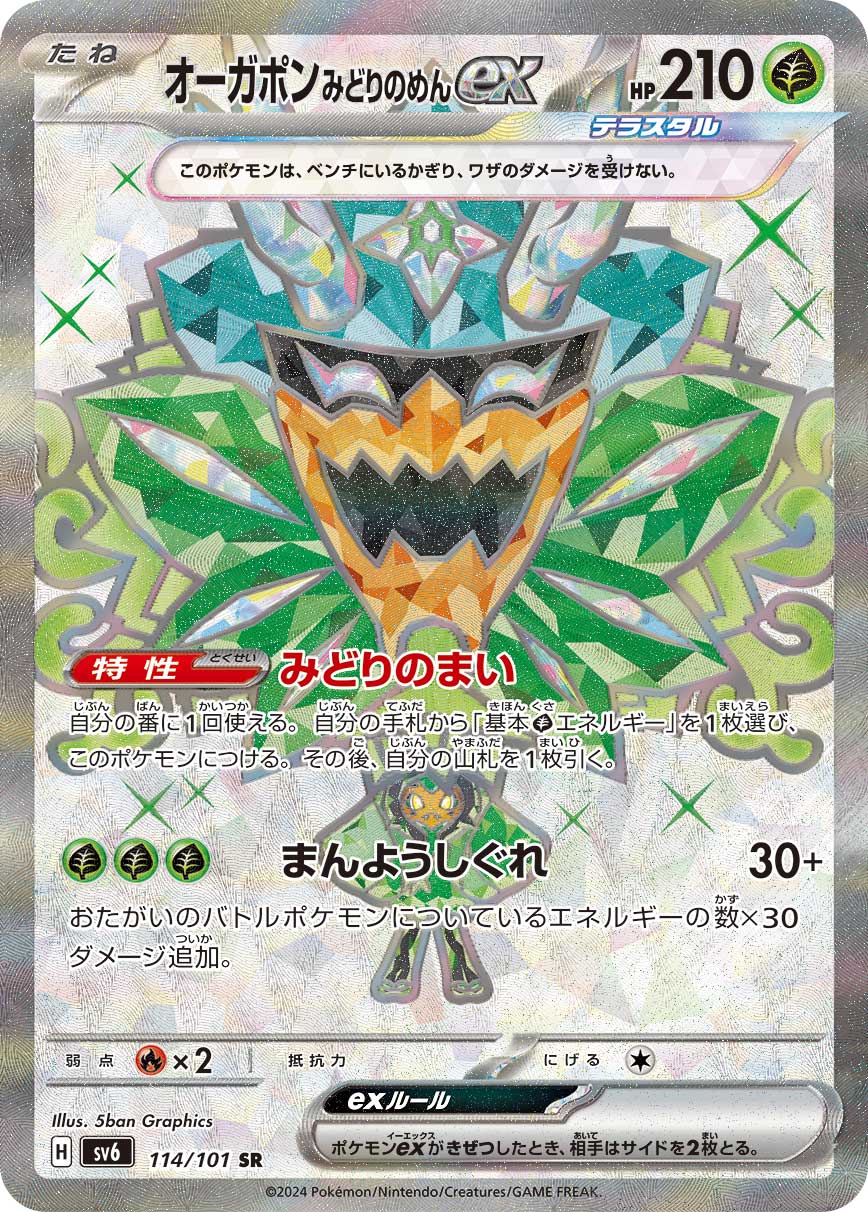 たね
オーガポン みどりのめん ex HP 210
テラスタル
このポケモンは、ベンチにいるかぎり、ワザのダメージを受けない。
特性 とくせい みどりのまい
自分の番に1回使える。自分の手札から「基本エネルギー」を1枚選び、
このポケモンにつける。その後、自分の山札を1枚引く。
まんようしぐれ 30+
おたがいのバトルポケモンについているエネルギーの数×30
ダメージ追加。
弱点 ×2 抵抗力 にげる
exルール
ポケモンexがきぜつしたとき、相手はサイドを2枚とる。
Illus. 5ban Graphics
H SV6 114/101 SR
©2024 Pokémon/Nintendo/Creatures/GAME FREAK.